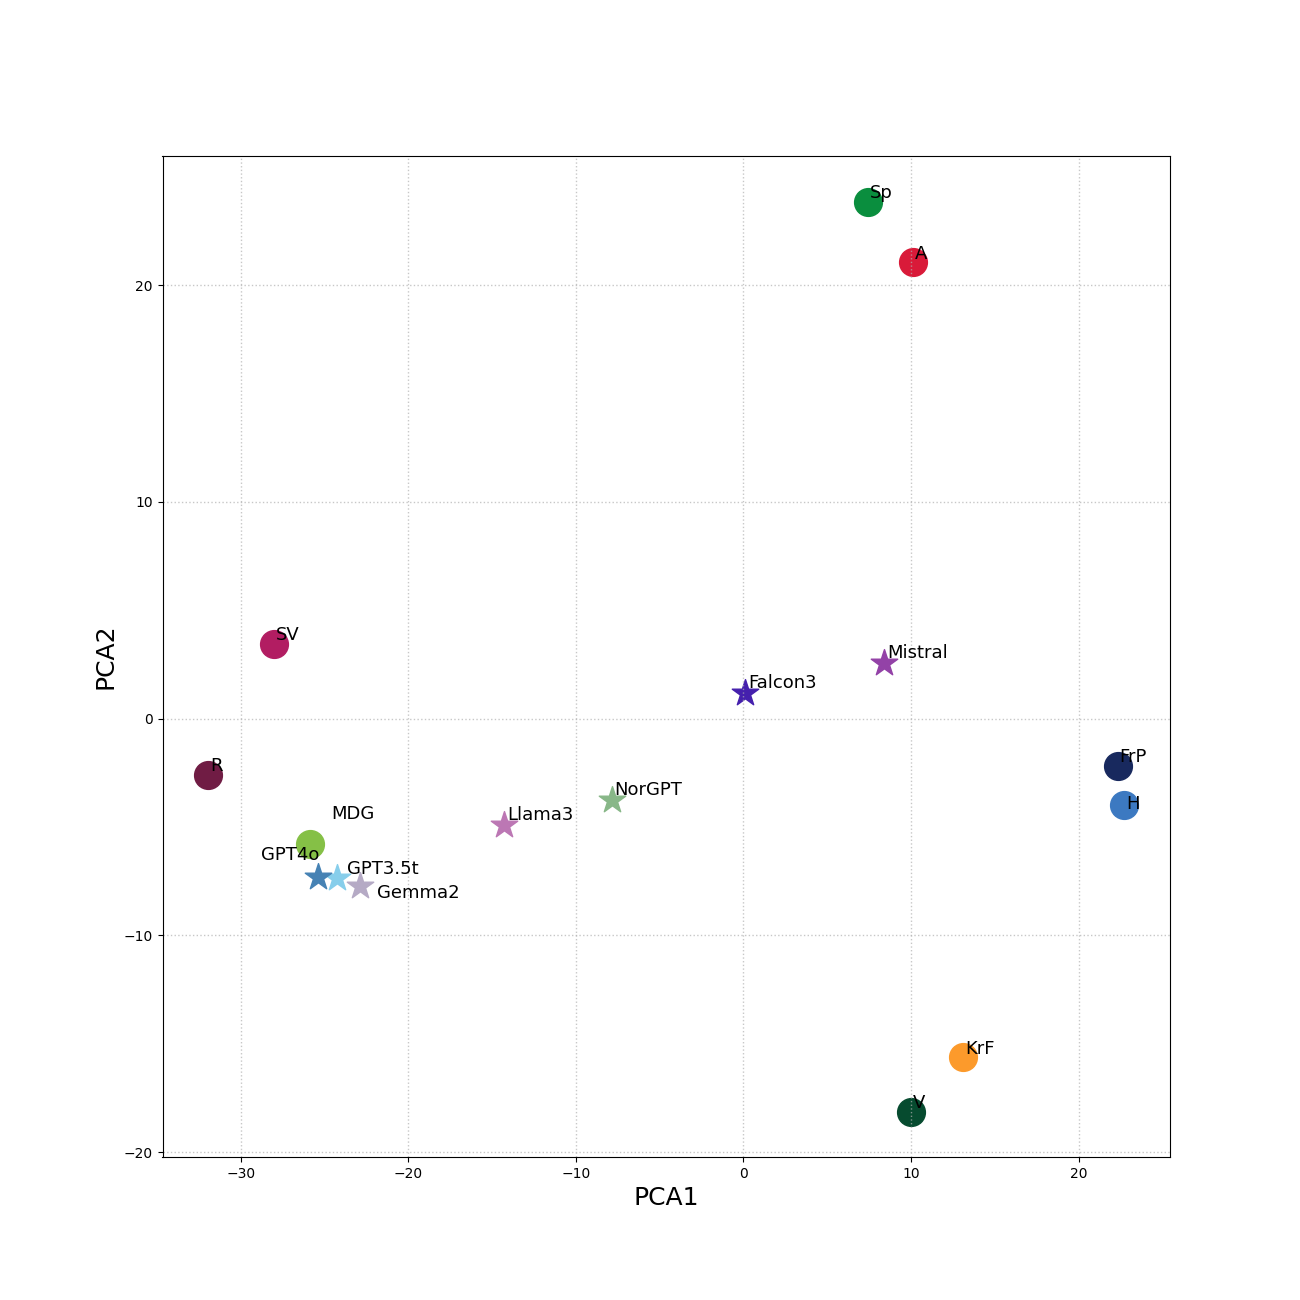 Sp
A
20
10
SV
PCA2
Mistral
Falcon3
0
FrP
R
NorGPT
H
MDG
Llama3
GPT4o
GPT3.5t
Gemma2
−10
KrF
V
−20
−30
−20
−10
0
10
20
PCA1